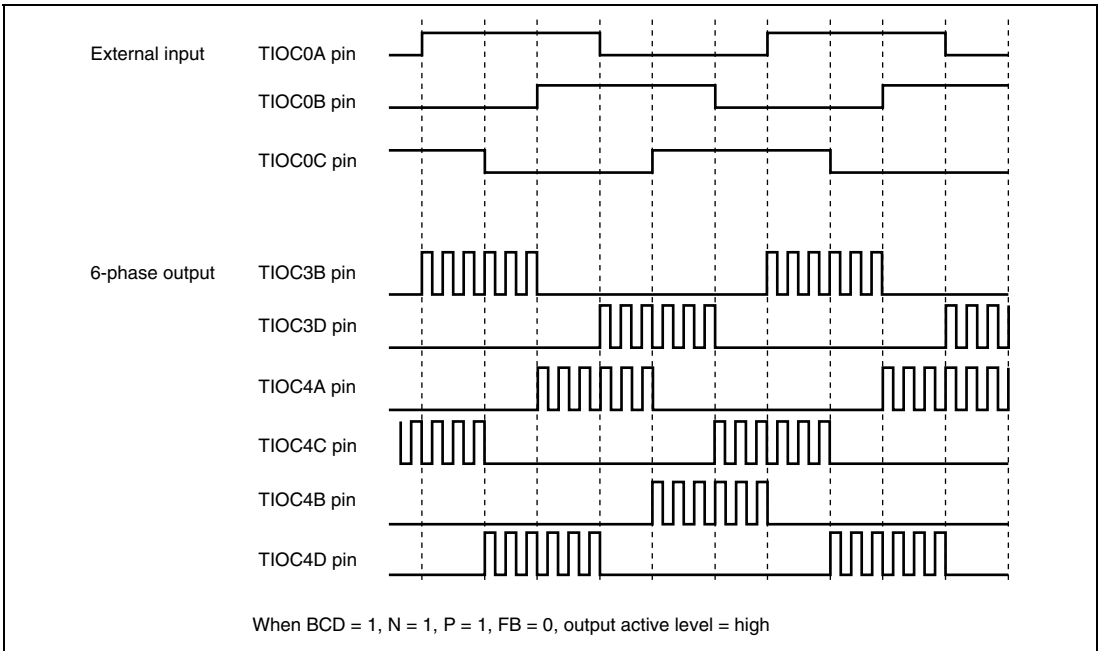 External input TIOC0A pin
TIOC0B pin
TIOC0C pin
6-phase output TIOC3B pin
TIOC3D pin
TIOC4A pin
TIOC4C pin
TIOC4B pin
TIOC4D pin
When BCD = 1, N = 1, P = 1, FB = 0, output active level = high